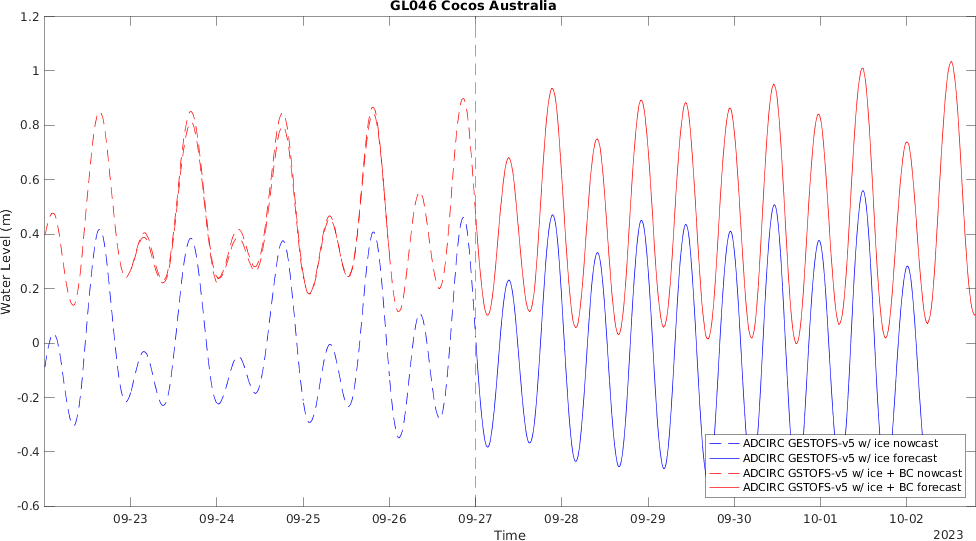 GL046 Cocos Australia
1.2
1
0.8
0.6
0.4
0.2
0
-0.2
-0.4
-0.6
Water Level (m)
ADCIRC GESTOFS-v5 w/ ice nowcast
ADCIRC GESTOFS-v5 w/ ice forecast
ADCIRC GSTOFS-v5 w/ ice + BC nowcast
ADCIRC GSTOFS-v5 w/ ice + BC forecast
09-23 09-24 09-25 09-26 09-27 09-28 09-29 09-30 10-01 10-02
Time
2023